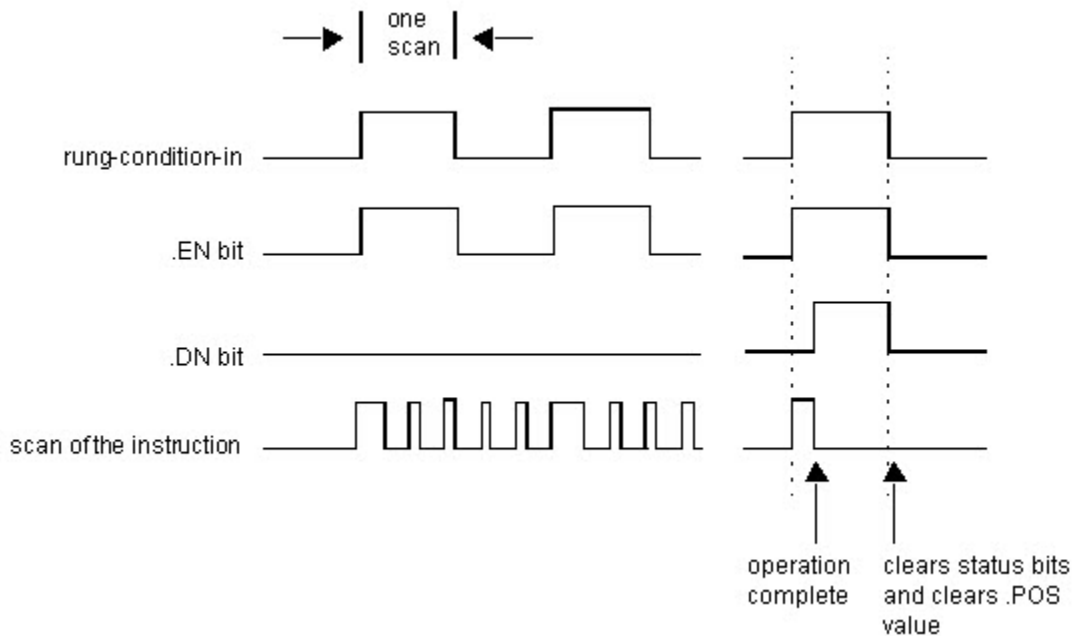 one
scan
rung-condition-in
.EN bit
.DN bit
scan of the instruction
operation
complete
clears status bits
and clears .POS
value